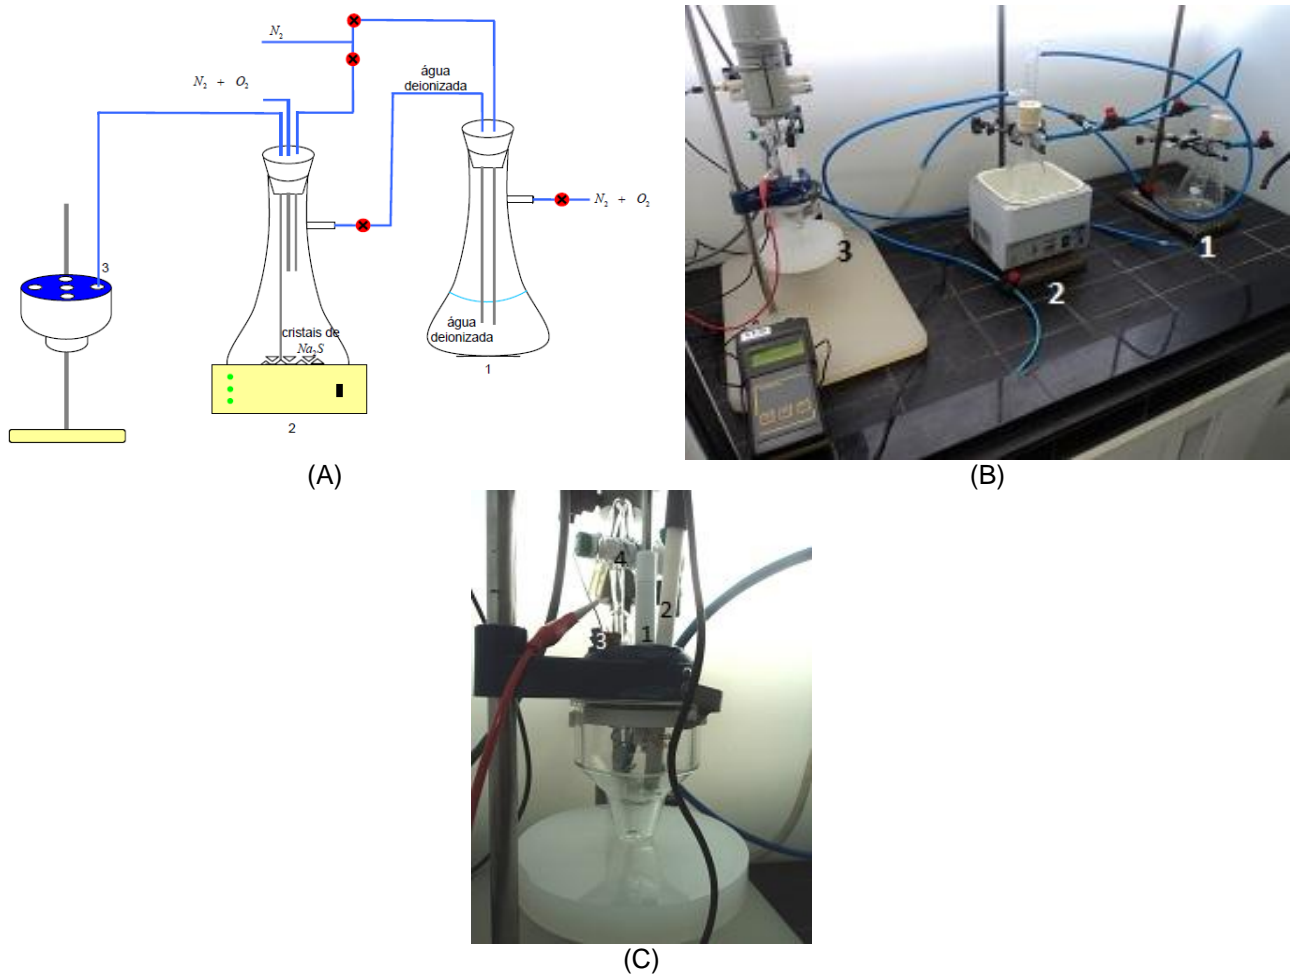 N₂
N₂ + O₂
água
deionizada
N₂ + O₂
3
cristais de
Na₂S
água
deionizada
1
2
(A)
1
2
3
(B)
4
2
1
3
(C)